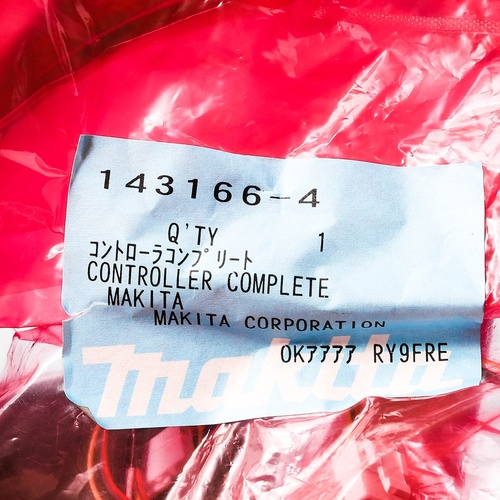 143166-4
Q'TY 1
コントローラコンプリート
CONTROLLER COMPLETE
MAKITA
MAKITA CORPORATION
OKアアアア RY9FRE
makita